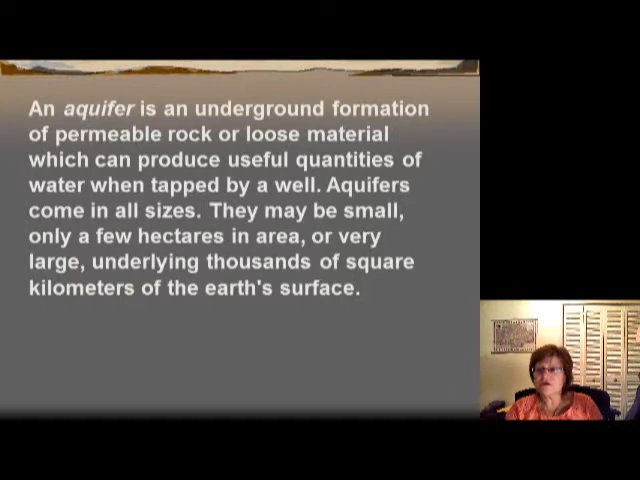 An aquifer is an underground formation
of permeable rock or loose material
which can produce useful quantities of
water when tapped by a well. Aquifers
come in all sizes. They may be small,
only a few hectares in area, or very
large, underlying thousands of square
kilometers of the earth's surface.